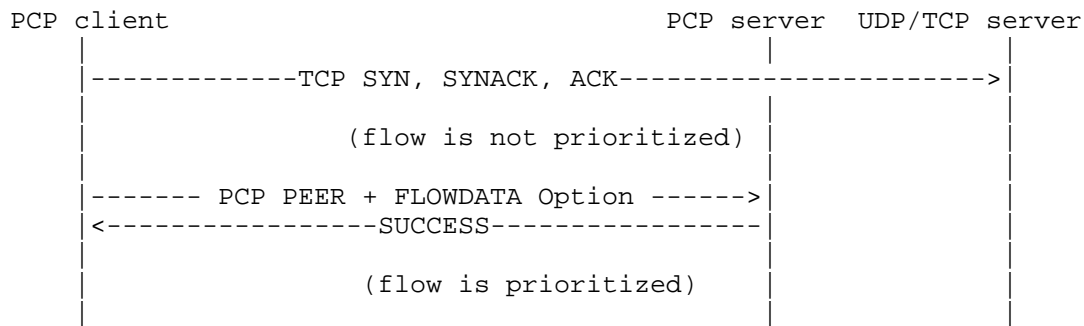 PCP client PCP server UDP/TCP server
-------------TCP SYN, SYNACK, ACK------------------------>
(flow is not prioritized)
------- PCP PEER + FLOWDATA Option ------>
<-----------------SUCCESS-----------------
(flow is prioritized)